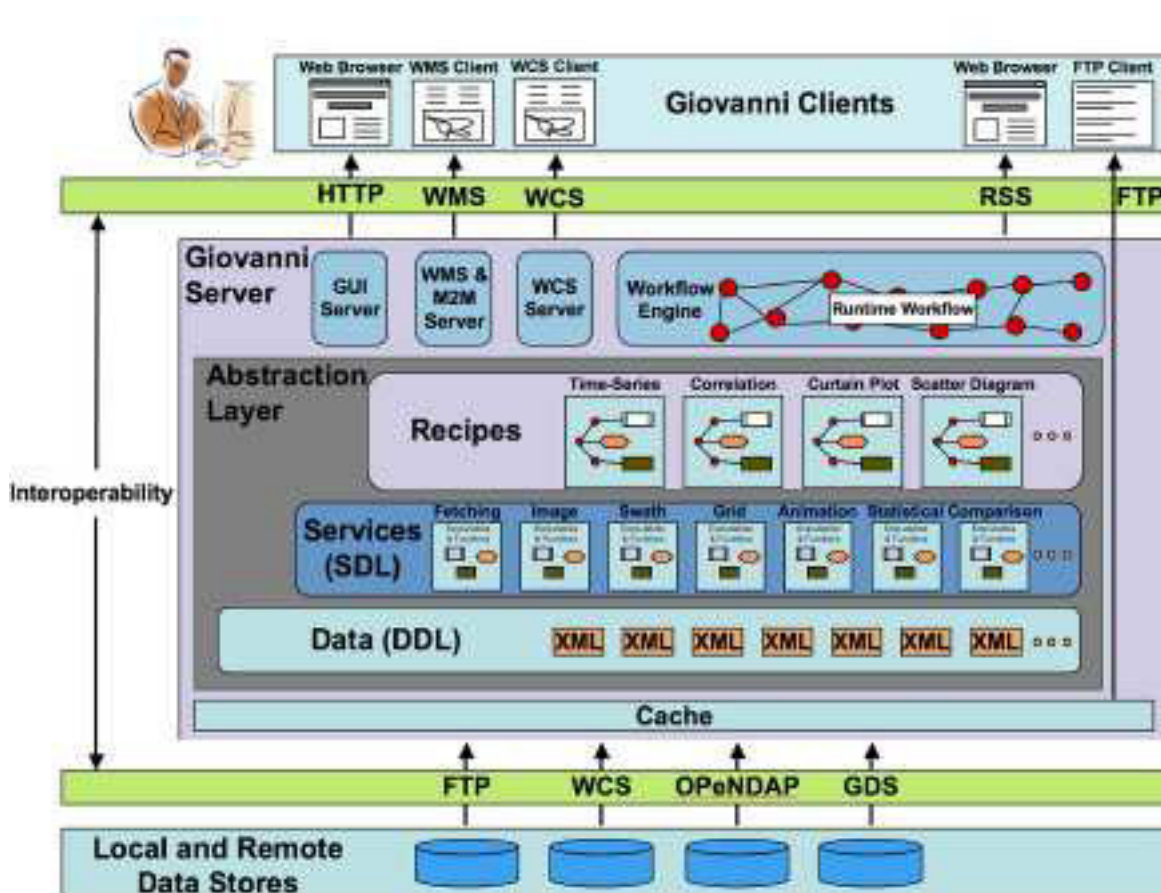 Web Browser WMS Client WCS Client
Giovanni Clients
Web Browser FTP Client
HTTP WMS WCS RSS FTP
Giovanni
Server
GUI
Server
WMS &
M2M
Server
WCS
Server
Workflow
Engine
Runtime Workflow
Abstraction
Layer
Recipes
Time-Series Correlation Curtain Plot Scatter Diagram
Interoperability
Services
(SDL)
Fetching Image Swath Grid Animation Statistical Comparison
Data (DDL)
XML XML XML XML XML XML XML
Cache
FTP WCS OPeNDAP GDS
Local and Remote
Data Stores